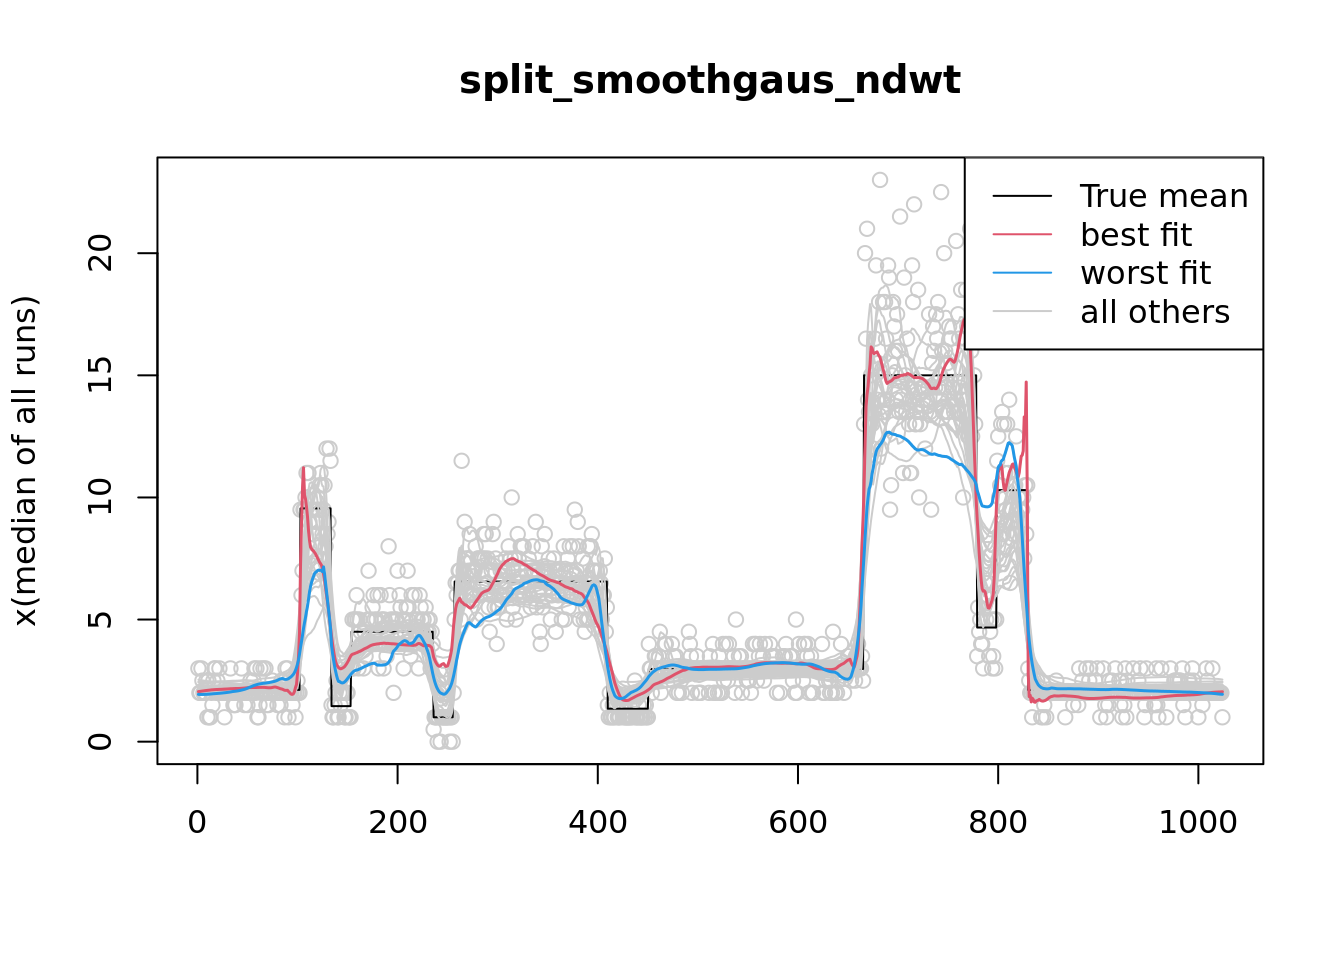 split_smoothgaus_ndwt
True mean
best fit
worst fit
all others
x(median of all runs)
20
15
10
5
0
0 200 400 600 800 1000